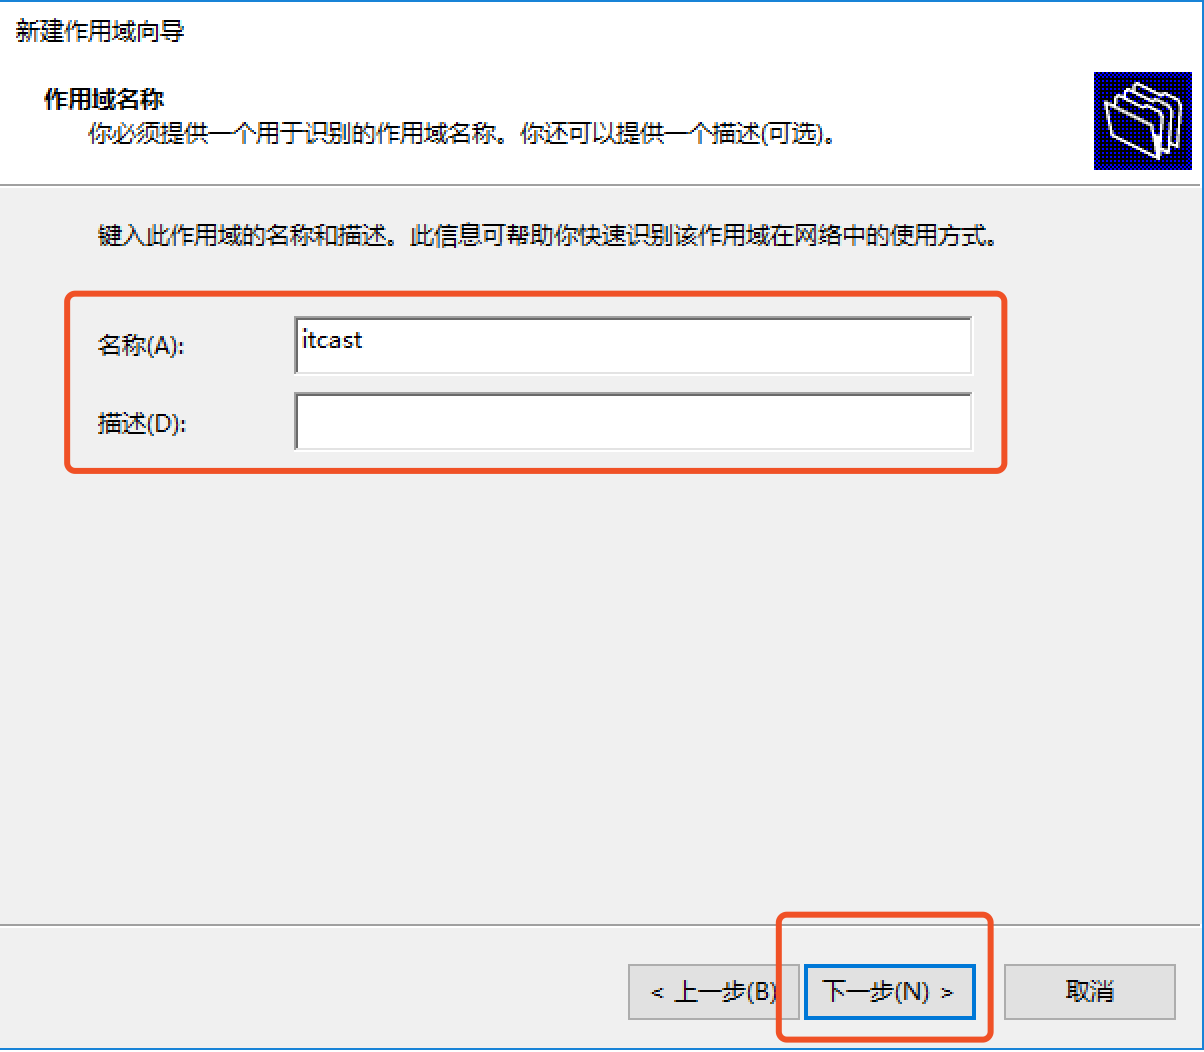 新建作用域向导
作用域名称
你必须提供一个用于识别的作用域名称。你还可以提供一个描述(可选)。
键入此作用域的名称和描述。此信息可帮助你快速识别该作用域在网络中的使用方式。
名称(A): itcast
描述(D):
< 上一步(B) 下一步(N) > 取消